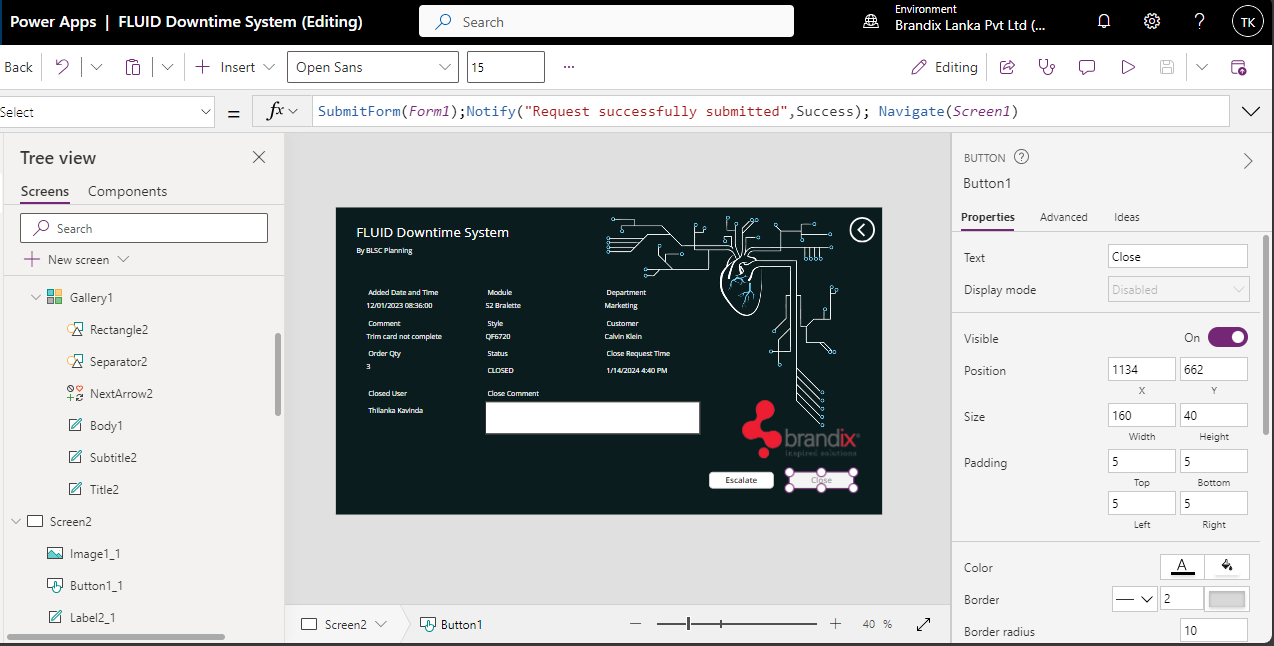 Power Apps | FLUID Downtime System (Editing)
Search
Environment
Brandix Lanka Pvt Ltd (...
?
TK
Back
Insert
Open Sans
15
...
Editing
Select
=
fx
SubmitForm(Form1);Notify("Request successfully submitted",Success); Navigate(Screen1)
Tree view
Screens
Components
Search
New screen
Gallery1
Rectangle2
Separator2
NextArrow2
Body1
Subtitle2
Title2
Screen2
Image1_1
Button1_1
Label2_1
FLUID Downtime System
By BLSC Planning
Added Date and Time
Module
Department
12/01/2023 08:36:00
S2 Bralette
Marketing
Comment
Style
Customer
Trim card not complete
QF6720
Calvin Klein
Order Qty
Status
Close Request Time
3
CLOSED
1/14/2024 4:40 PM
Closed User
Close Comment
Thilanka Kavinda
brandix
inspired solutions
Escalate
Close
Screen2
Button1
40 %
BUTTON ?
Button1
Properties
Advanced
Ideas
Text
Close
Display mode
Disabled
Visible
On
Position
1134
662
X
Y
Size
160
40
Width
Height
Padding
5
5
Top
Bottom
5
5
Left
Right
Color
A
Border
2
Border radius
10